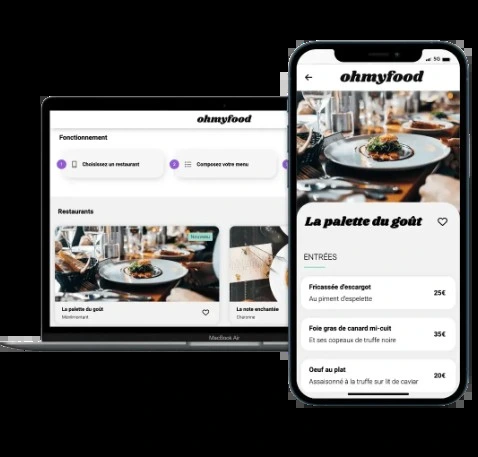 ohmyfood
Fonctionnement
1 Choisissez un restaurant
2 Composez votre menu
Restaurants
Nouveau
La palette du goût
Ménilmontant
La note enchantée
Charonne
MacBook Air
5G
ohmyfood
La palette du goût
ENTRÉES
Fricassée d'escargot
Au piment d'espelette
25€
Foie gras de canard mi-cuit
Et ses copeaux de truffe noire
35€
Oeuf au plat
Assaisonné à la truffe sur lit de caviar
20€